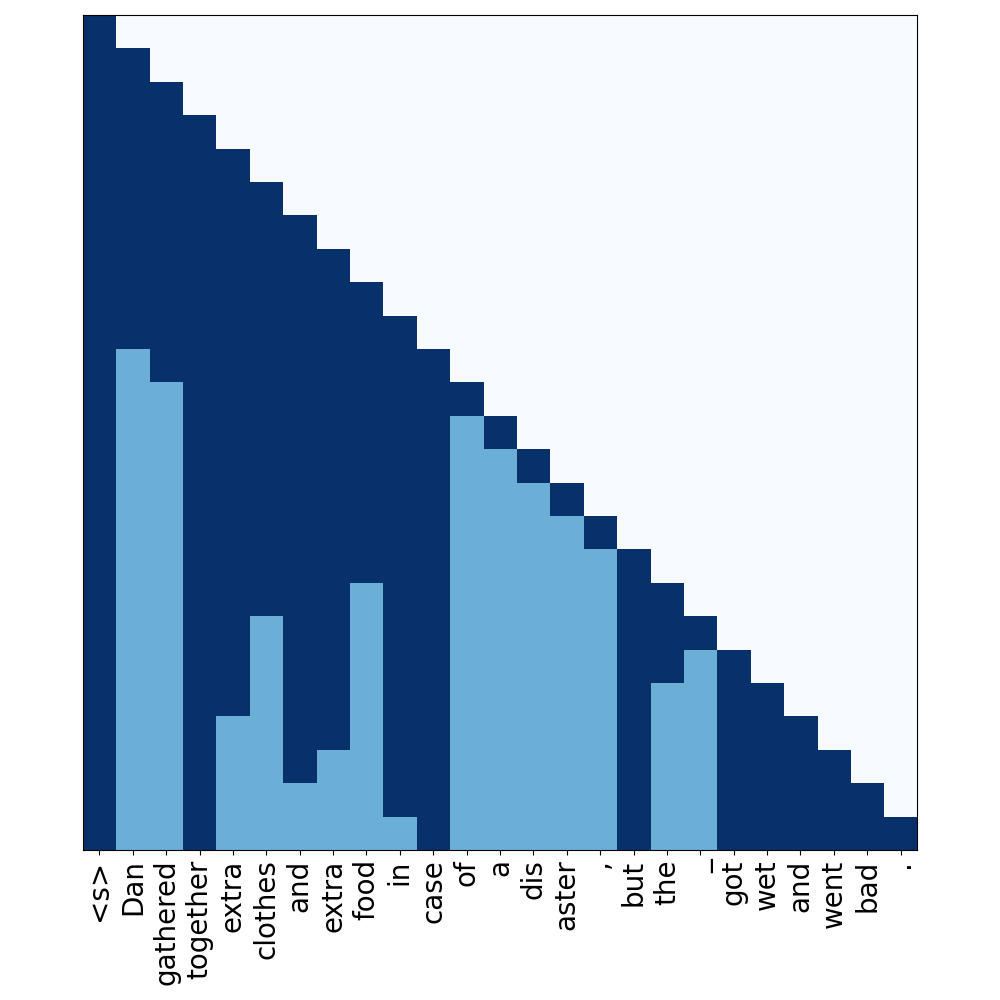 <s> Dan gathered together extra clothes and extra food in case of a dis aster , but the _ got wet and went bad .